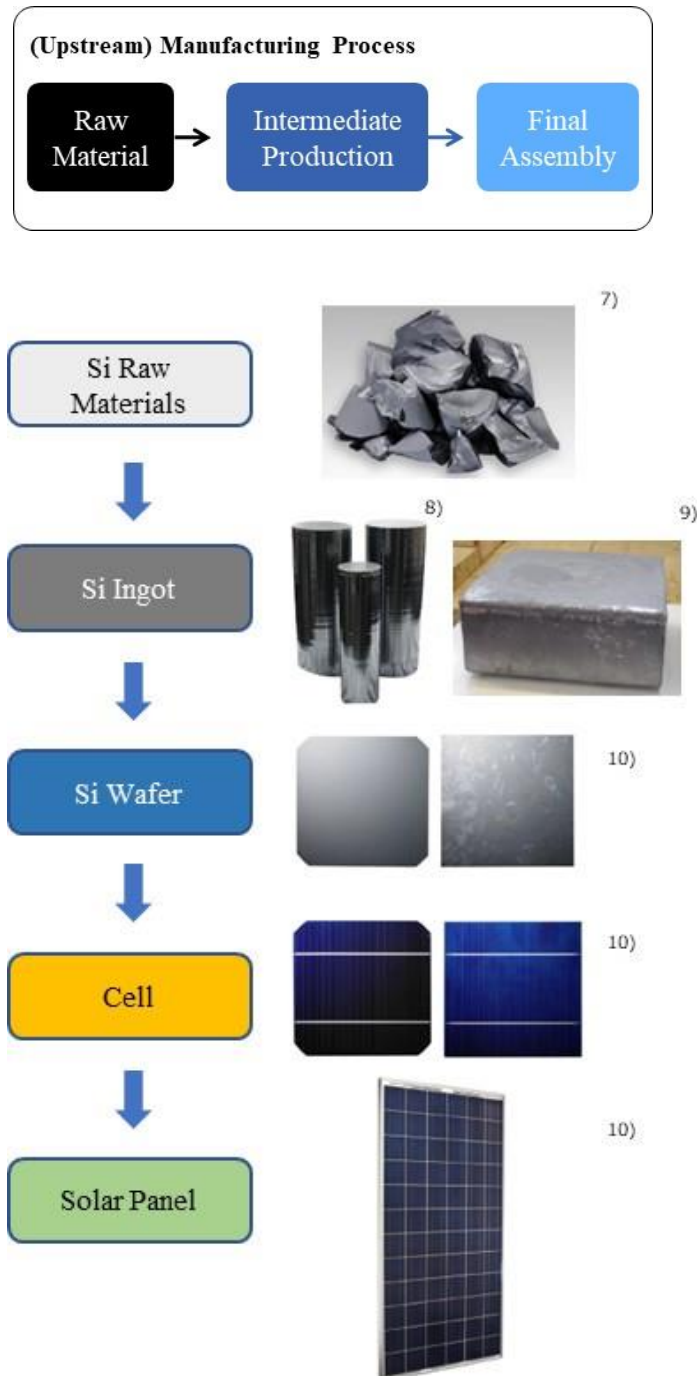 (Upstream) Manufacturing Process
Raw
Material
Intermediate
Production
Final
Assembly
7)
Si Raw
Materials
8)
9)
Si Ingot
10)
Si Wafer
10)
Cell
10)
Solar Panel